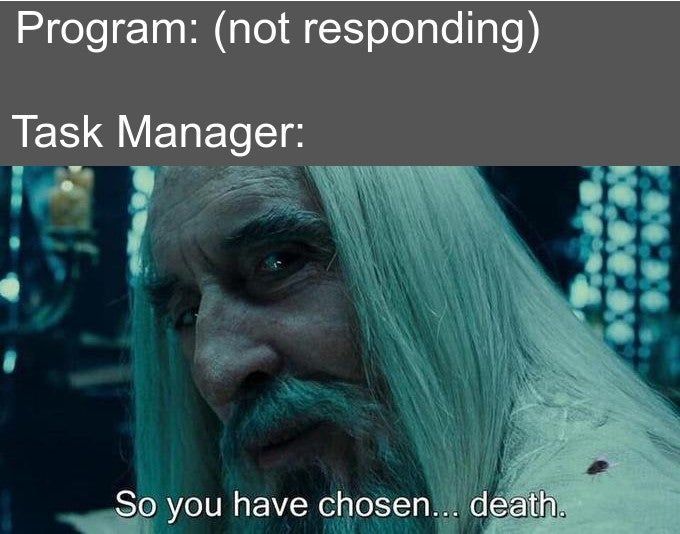 Program: (not responding)
Task Manager:
So you have chosen... death.